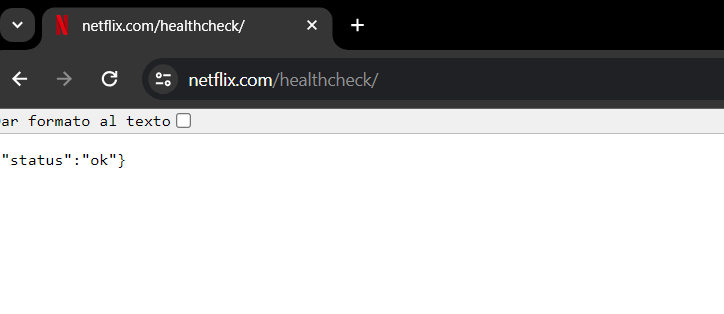 netflix.com/healthcheck/
netflix.com/healthcheck/
ar formato al texto
"status":"ok"}